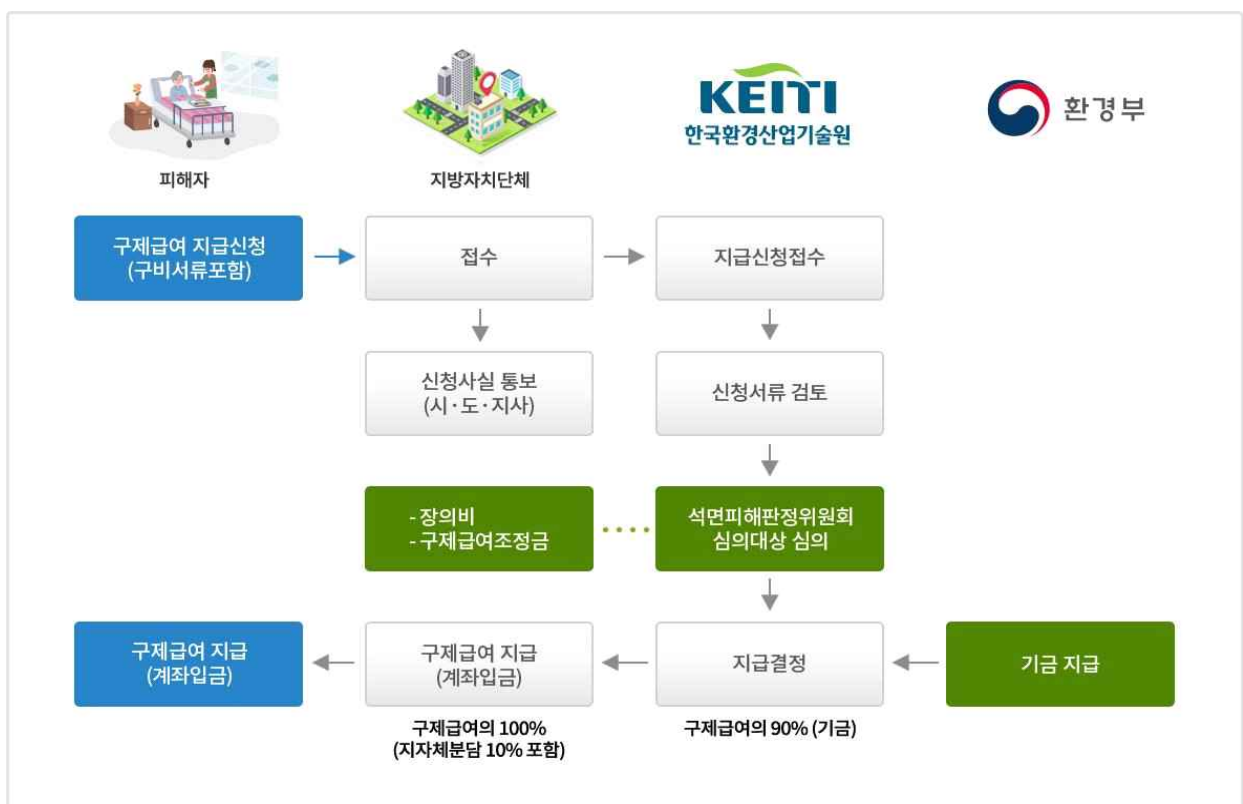 KEITI
한국환경산업기술원
환경부
피해자
지방자치단체
구제급여 지급신청
(구비서류포함)
접수
지급신청접수
신청사실 통보
(시·도·지사)
신청서류 검토
- 장의비
- 구제급여조정금
석면피해판정위원회
심의대상 심의
구제급여 지급
(계좌입금)
구제급여 지급
(계좌입금)
지급결정
기금 지급
구제급여의 100%
(지자체분담 10% 포함)
구제급여의 90% (기금)